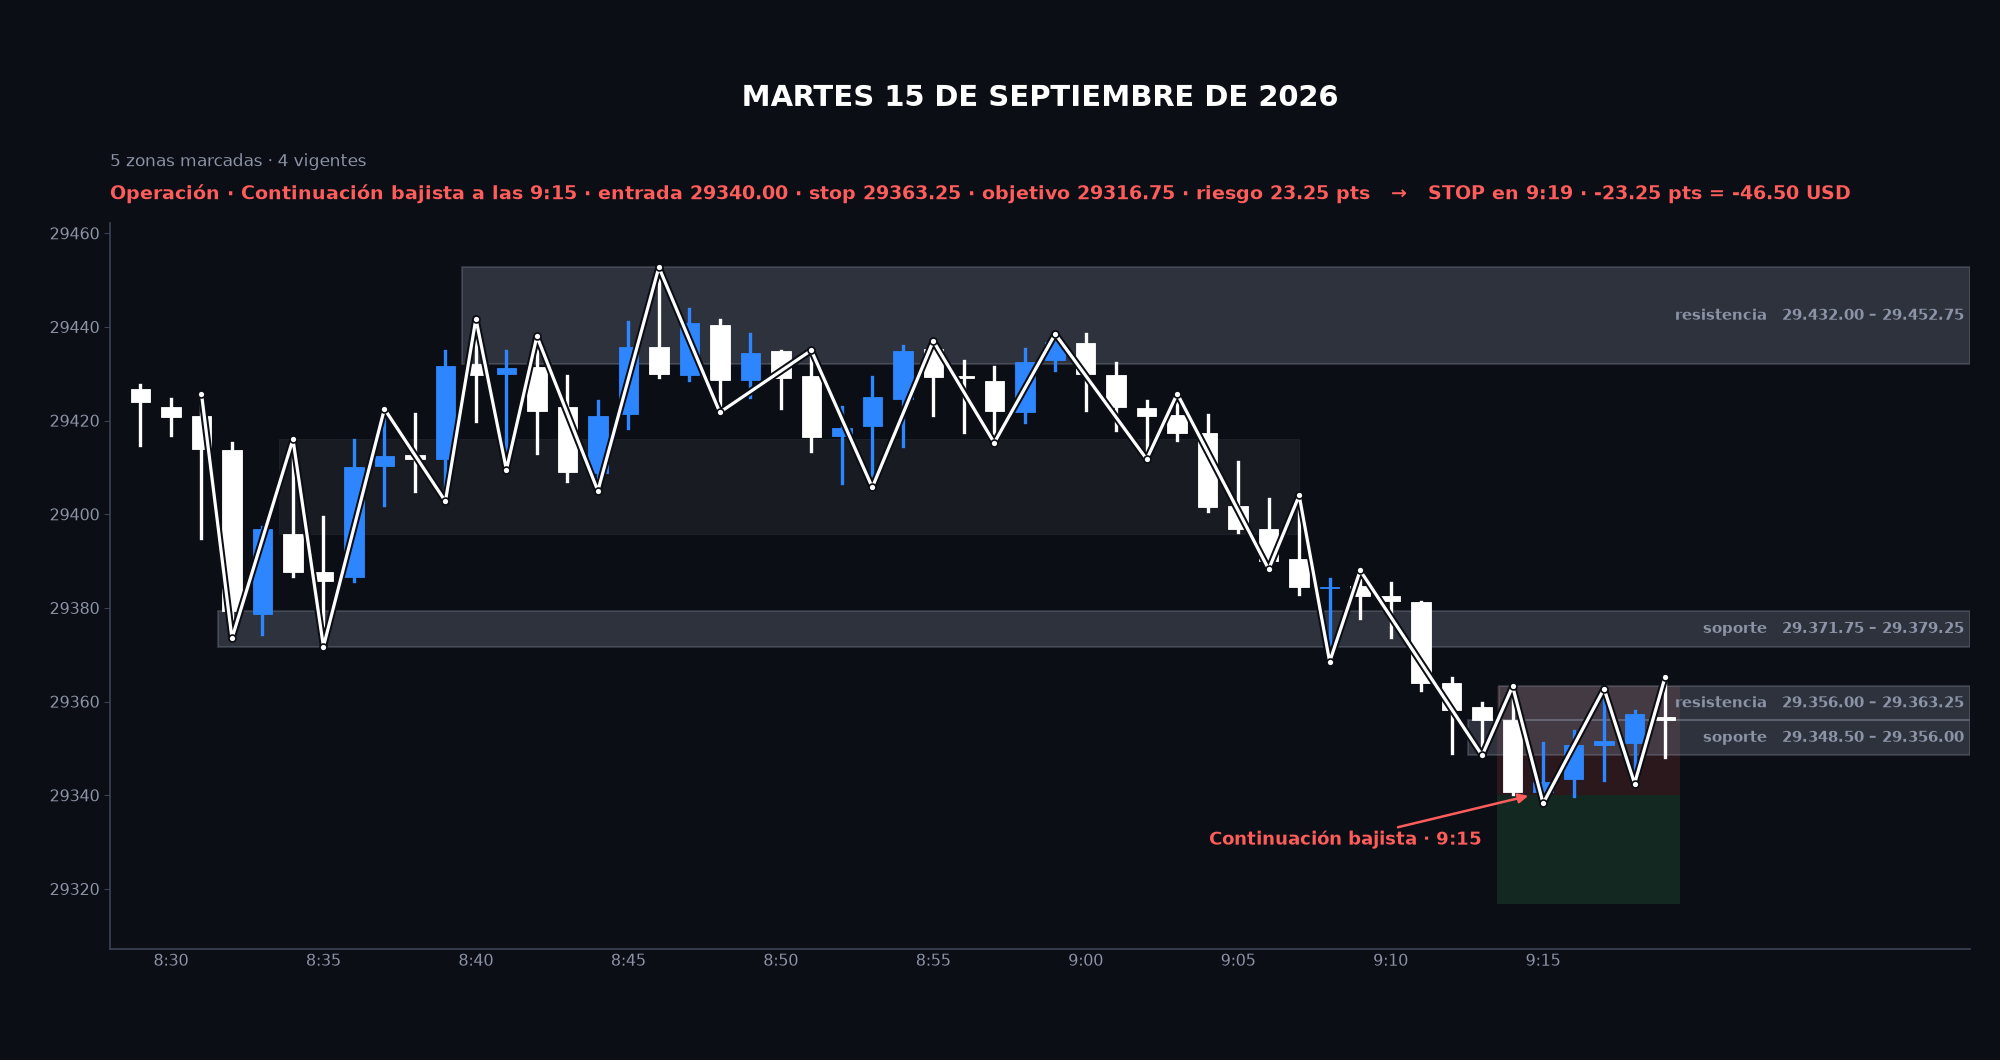 MARTES 15 DE SEPTIEMBRE DE 2026
5 zonas marcadas · 4 vigentes
Operación · Continuación bajista a las 9:15 · entrada 29340.00 · stop 29363.25 · objetivo 29316.75 · riesgo 23.25 pts → STOP en 9:19 · -23.25 pts = -46.50 USD
29460
29440
29420
29400
29380
29360
29340
29320
resistencia 29.432.00 – 29.452.75
soporte 29.371.75 – 29.379.25
resistencia 29.356.00 – 29.363.25
soporte 29.348.50 – 29.356.00
Continuación bajista · 9:15
8:30 8:35 8:40 8:45 8:50 8:55 9:00 9:05 9:10 9:15